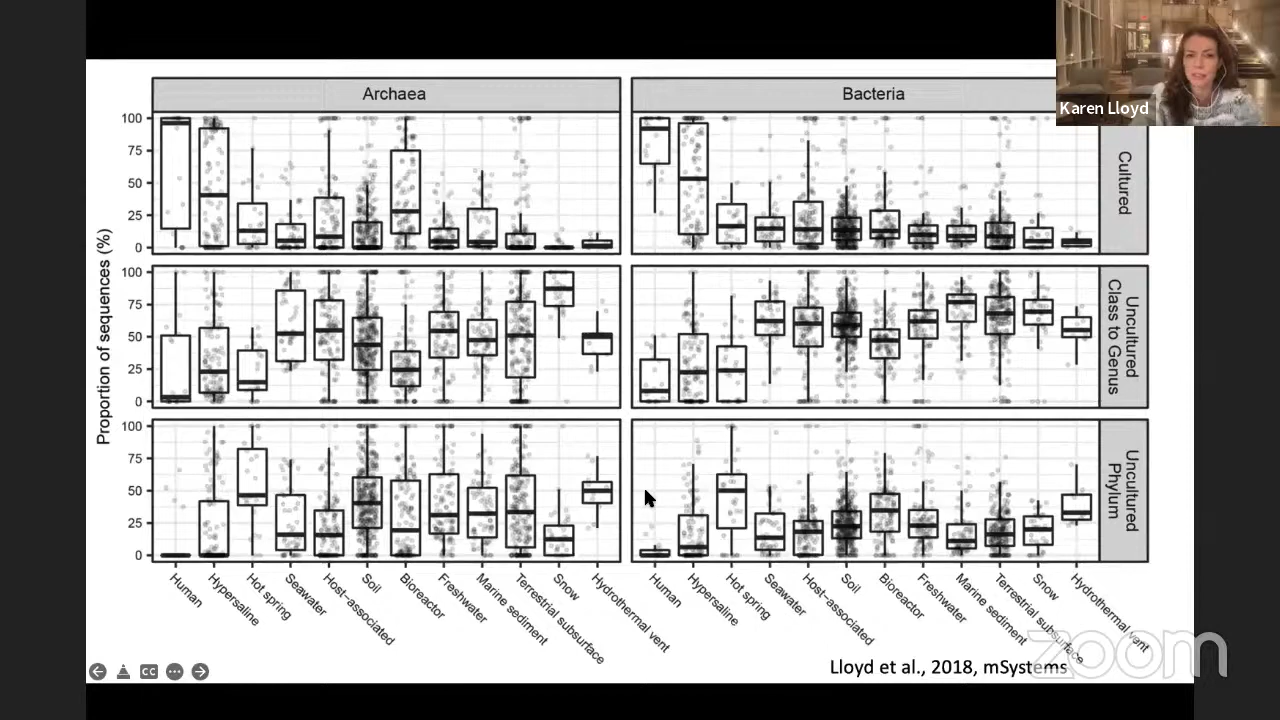 Karen Lloyd
Archaea
Bacteria
Proportion of sequences (%)
100
75
50
25
0
Cultured
100
75
50
25
0
Uncultured
Class to Genus
100
75
50
25
0
Uncultured
Phylum
Human
Hypersaline
Hot spring
Seawater
Host-associated
Soil
Bioreactor
Freshwater
Marine sediment
Terrestrial subsurface
Snow
Hydrothermal vent
Human
Hypersaline
Hot spring
Seawater
Host-associated
Soil
Bioreactor
Freshwater
Marine sediment
Terrestrial subsurface
Snow
Hydrothermal vent
CC
Lloyd et al., 2018, mSystems
zoom